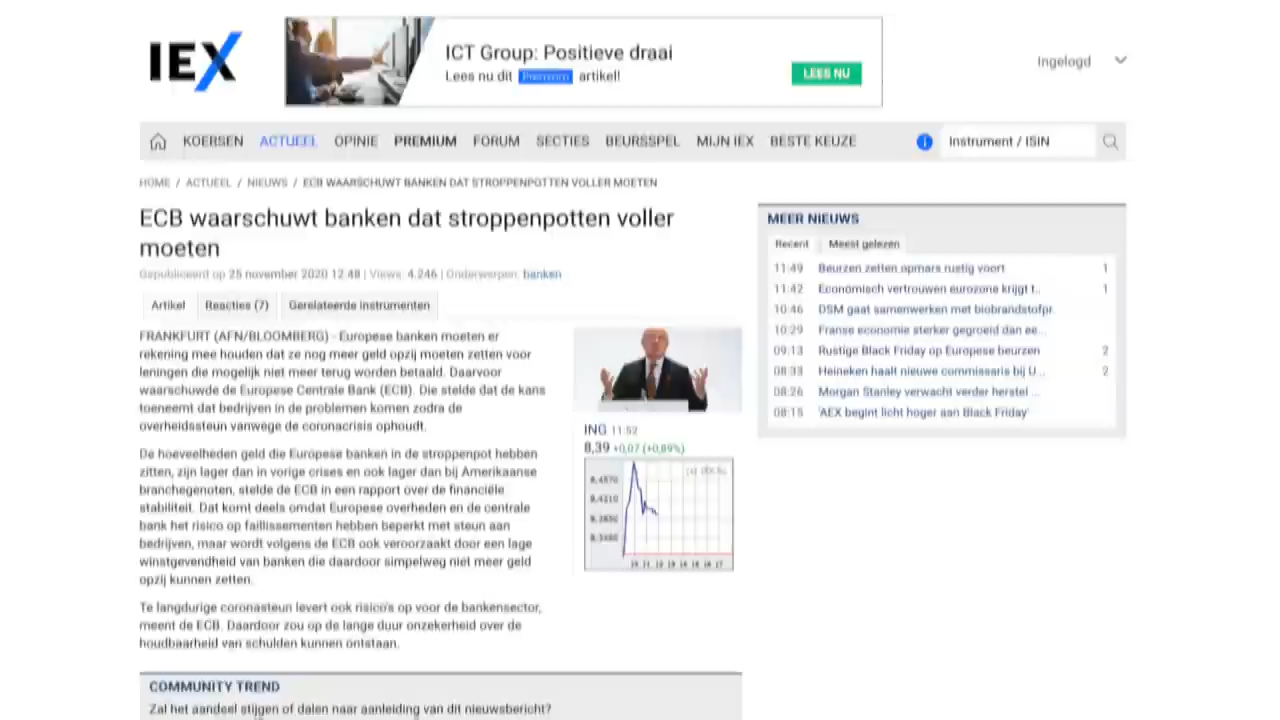 IEX
ICT Group: Positieve draai
Lees nu dit Premium artikel!
LEES NU
Ingelogd
KOERSEN ACTUEEL OPINIE PREMIUM FORUM SECTIES BEURSSPEL MIJN IEX BESTE KEUZE
Instrument / ISIN
HOME / ACTUEEL / NIEUWS / ECB WAARSCHUWT BANKEN DAT STROPPENPOTTEN VOLLER MOETEN
ECB waarschuwt banken dat stroppenpotten voller
moeten
Gepubliceerd op 25 november 2020 12:48 | Views: 4.246 | Onderwerpen: banken
Artikel Reacties (7) Gerelateerde instrumenten
FRANKFURT (AFN/BLOOMBERG) - Europese banken moeten er
rekening mee houden dat ze nog meer geld opzij moeten zetten voor
leningen die mogelijk niet meer terug worden betaald. Daarvoor
waarschuwde de Europese Centrale Bank (ECB). Die stelde dat de kans
toeneemt dat bedrijven in de problemen komen zodra de
overheidssteun vanwege de coronacrisis ophoudt.
De hoeveelheden geld die Europese banken in de stroppenpot hebben
zitten, zijn lager dan in vorige crises en ook lager dan bij Amerikaanse
branchegenoten, stelde de ECB in een rapport over de financiële
stabiliteit. Dat komt deels omdat Europese overheden en de centrale
bank het risico op faillissementen hebben beperkt met steun aan
bedrijven, maar wordt volgens de ECB ook veroorzaakt door een lage
winstgevendheid van banken die daardoor simpelweg niet meer geld
opzij kunnen zetten.
Te langdurige coronasteun levert ook risico's op voor de bankensector,
meent de ECB. Daardoor zou op de lange duur onzekerheid over de
houdbaarheid van schulden kunnen ontstaan.
ING 11:52
8,39 +0,07 (+0,89%)
10 11 12 13 14 15 16 17
COMMUNITY TREND
Zal het aandeel stijgen of dalen naar aanleiding van dit nieuwsbericht?
MEER NIEUWS
Recent Meest gelezen
11:49 Beurzen zetten opmars rustig voort 1
11:42 Economisch vertrouwen eurozone krijgt t... 1
10:46 DSM gaat samenwerken met biobrandstofpr...
10:29 Franse economie sterker gegroeid dan ee...
09:13 Rustige Black Friday op Europese beurzen 2
08:33 Heineken haalt nieuwe commissaris bij U... 2
08:26 Morgan Stanley verwacht verder herstel ...
08:15 'AEX begint licht hoger aan Black Friday'